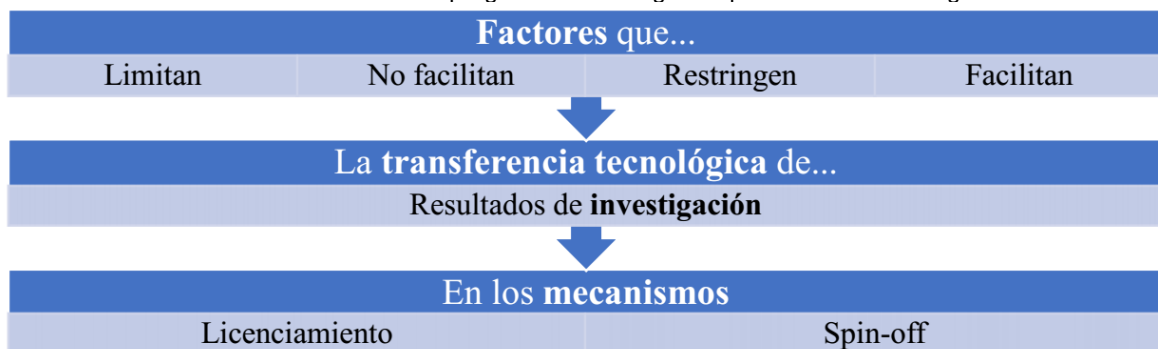 Factores que...
Limitan No facilitan Restringen Facilitan
La transferencia tecnológica de...
Resultados de investigación
En los mecanismos
Licenciamiento Spin-off